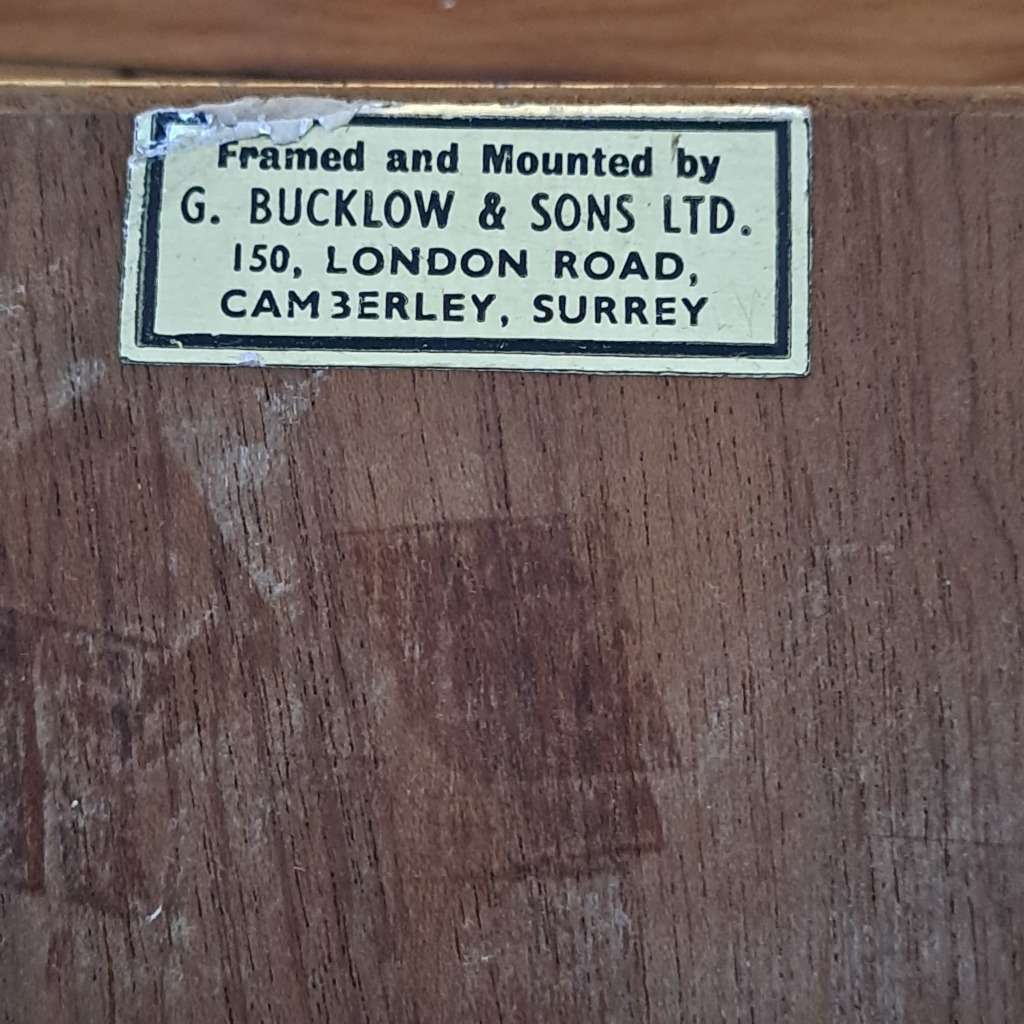 Framed and Mounted by
G. BUCKLOW & SONS LTD.
150, LONDON ROAD,
CAMBERLEY, SURREY